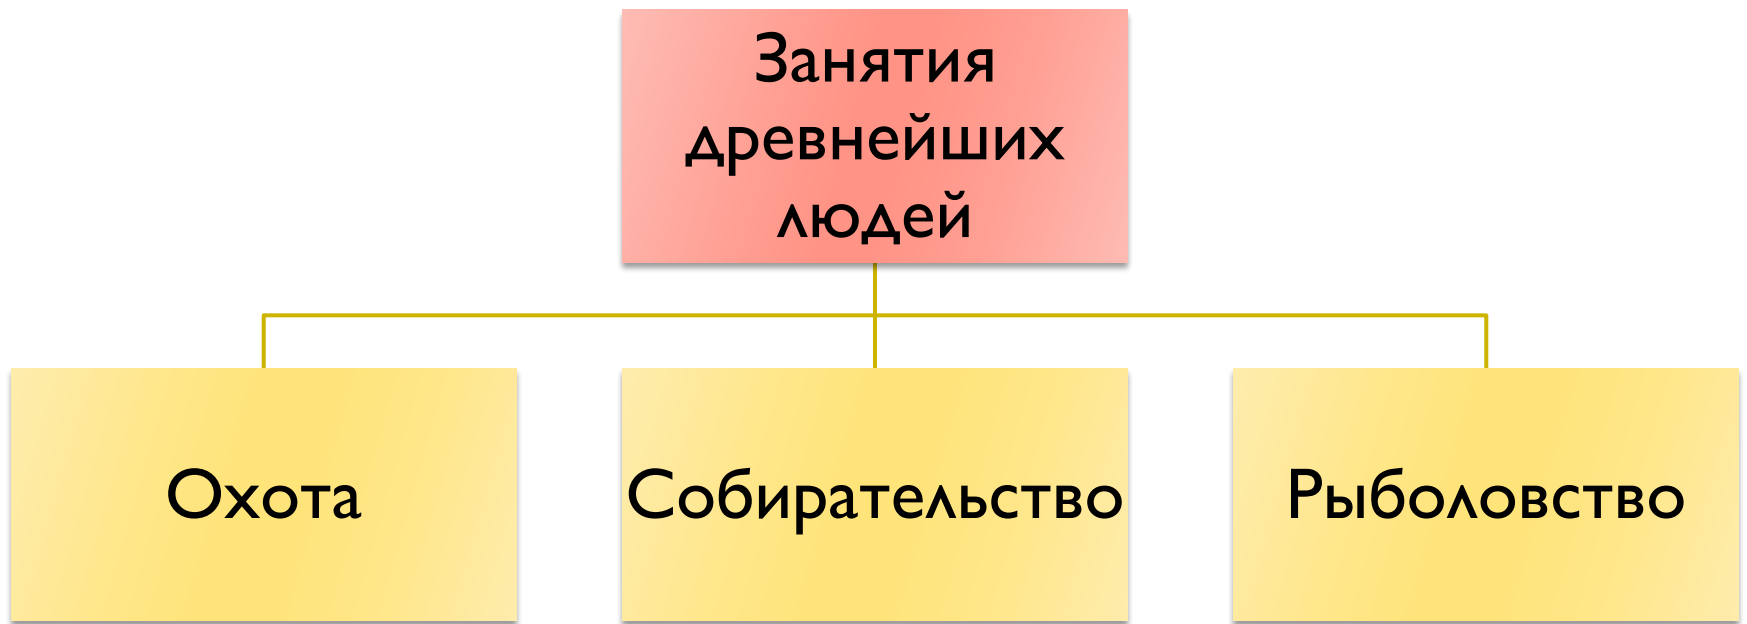 Занятия
древнейших
людей
Охота
Собирательство
Рыболовство